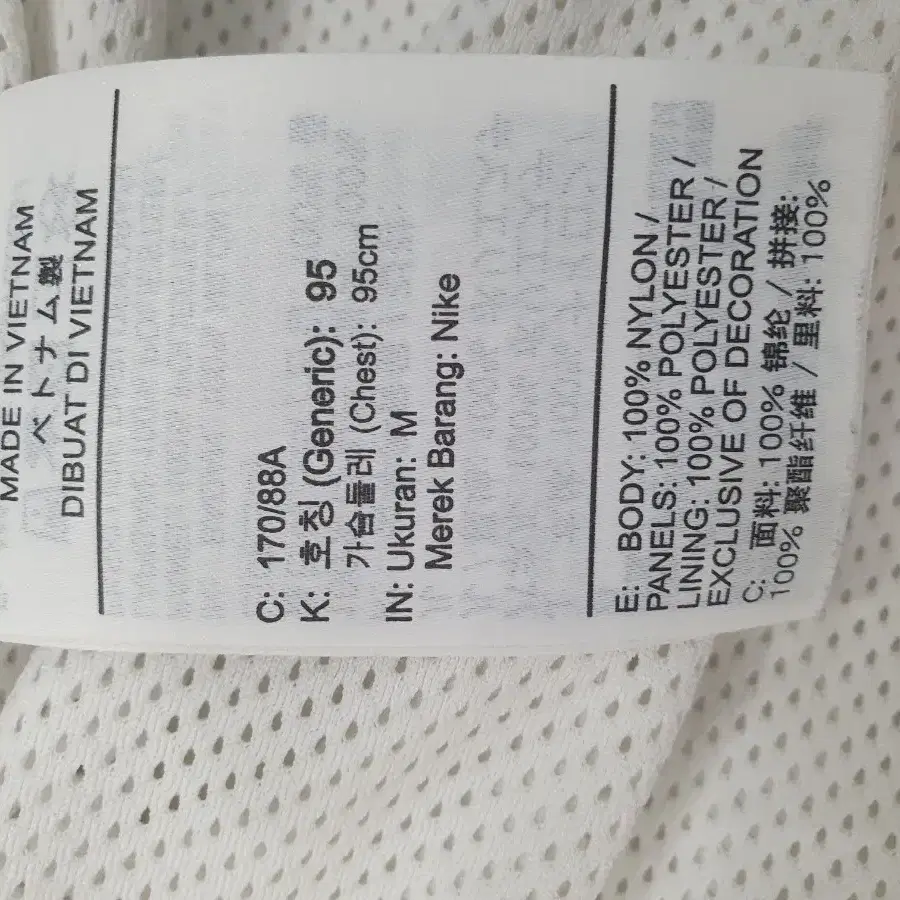 MADE IN VIETNAM
ベトナム製
DIBUAT DI VIETNAM
C: 170/88A
K: 호칭 (Generic): 95
가슴둘레 (Chest): 95cm
IN: Ukuran: M
Merek Barang: Nike
E: BODY: 100% NYLON /
PANELS: 100% POLYESTER /
LINING: 100% POLYESTER /
EXCLUSIVE OF DECORATION
C: 面料: 100% 锦纶 / 拼接:
100% 聚酯纤维 / 里料: 100%